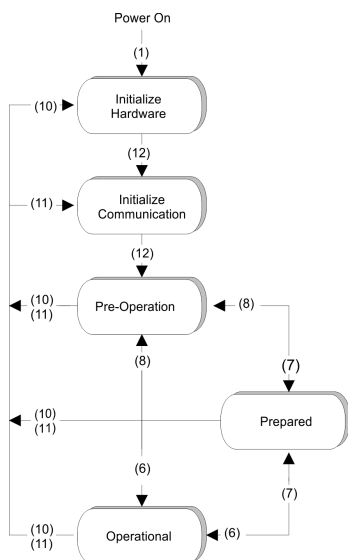 Power On
(1)
(10)
Initialize
Hardware
(12)
(11)
Initialize
Communication
(12)
(10)
(11)
Pre-Operation
(8)
(8)
(7)
(10)
(11)
Prepared
(6)
(7)
(10)
(11)
Operational
(6)